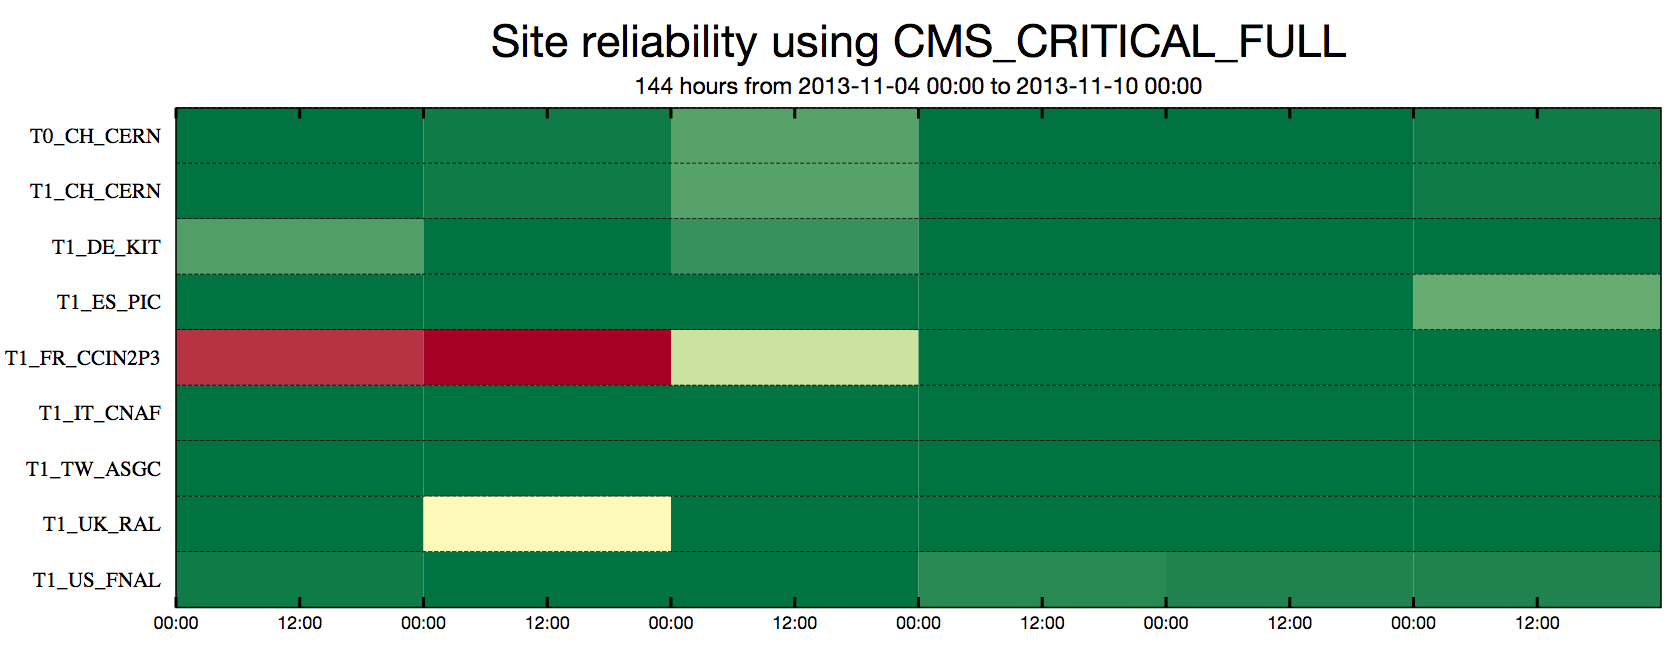 Site reliability using CMS_CRITICAL_FULL
144 hours from 2013-11-04 00:00 to 2013-11-10 00:00
T0_CH_CERN
T1_CH_CERN
T1_DE_KIT
T1_ES_PIC
T1_FR_CCIN2P3
T1_IT_CNAF
T1_TW_ASGC
T1_UK_RAL
T1_US_FNAL
00:00 12:00 00:00 12:00 00:00 12:00 00:00 12:00 00:00 12:00 00:00 12:00